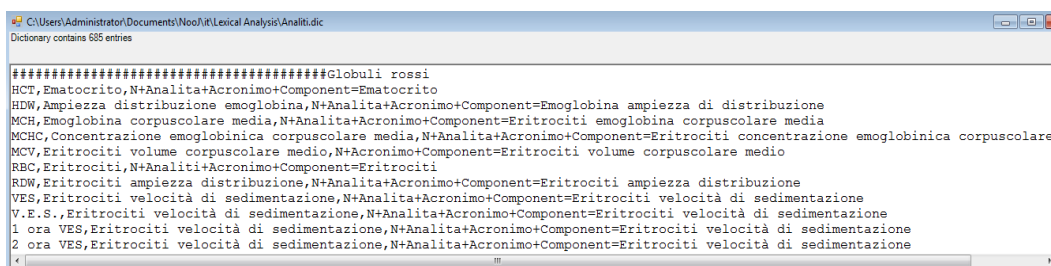 C:\Users\Administrator\Documents\NooJ\it\Lexical Analysis\Analiti.dic
Dictionary contains 685 entries
########################################Globuli rossi
HCT,Ematocrito,N+Analita+Acronimo+Component=Ematocrito
HDW,Ampiezza distribuzione emoglobina,N+Analita+Acronimo+Component=Emoglobina ampiezza di distribuzione
MCH,Emoglobina corpuscolare media,N+Analita+Acronimo+Component=Eritrociti emoglobina corpuscolare media
MCHC,Concentrazione emoglobinica corpuscolare media,N+Analita+Acronimo+Component=Eritrociti concentrazione emoglobinica corpuscolare
MCV,Eritrociti volume corpuscolare medio,N+Acronimo+Component=Eritrociti volume corpuscolare medio
RBC,Eritrociti,N+Analiti+Acronimo+Component=Eritrociti
RDW,Eritrociti ampiezza distribuzione,N+Analita+Acronimo+Component=Eritrociti ampiezza distribuzione
VES,Eritrociti velocità di sedimentazione,N+Analita+Acronimo+Component=Eritrociti velocità di sedimentazione
V.E.S.,Eritrociti velocità di sedimentazione,N+Analita+Acronimo+Component=Eritrociti velocità di sedimentazione
1 ora VES,Eritrociti velocità di sedimentazione,N+Analita+Acronimo+Component=Eritrociti velocità di sedimentazione
2 ora VES,Eritrociti velocità di sedimentazione,N+Analita+Acronimo+Component=Eritrociti velocità di sedimentazione